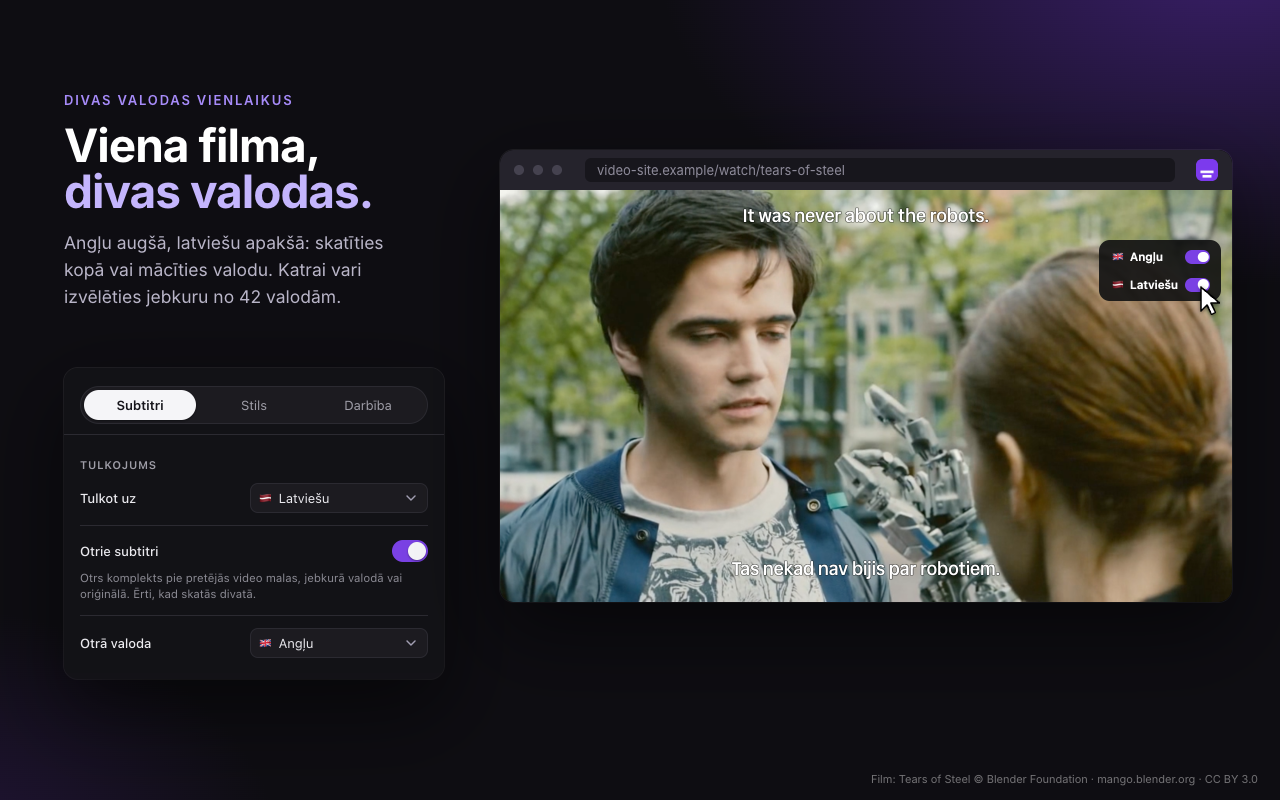 DIVAS VALODAS VIENLAIKUS
Viena filma,
divas valodas.
Angļu augšā, latviešu apakšā: skatīties
kopā vai mācīties valodu. Katrai vari
izvēlēties jebkuru no 42 valodām.
Subtitri
Stils
Darbība
TULKOJUMS
Tulkot uz
Latviešu
Otrie subtitri
Otrs komplekts pie pretējās video malas, jebkurā valodā vai
oriģinālā. Ērti, kad skatās divatā.
Otrā valoda
Angļu
video-site.example/watch/tears-of-steel
It was never about the robots.
Angļu
Latviešu
Tas nekad nav bijis par robotiem.
Film: Tears of Steel © Blender Foundation · mango.blender.org · CC BY 3.0